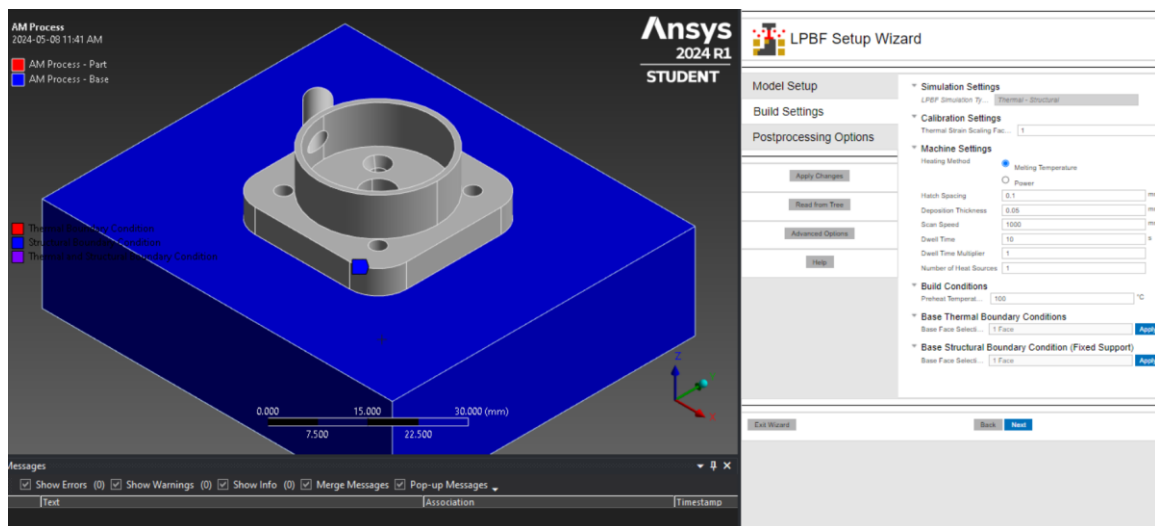 AM Process
2024-05-08 11:41 AM
AM Process - Part
AM Process - Base
Ansys
2024 R1
STUDENT
Thermal Boundary Condition
Structural Boundary Condition
Thermal and Structural Boundary Condition
0.000 15.000 30.000 (mm)
7.500 22.500
Z
X
Messages
Show Errors (0) Show Warnings (0) Show Info (0) Merge Messages Pop-up Messages
Text Association Timestamp
LPBF Setup Wizard
Model Setup
Build Settings
Postprocessing Options
Apply Changes
Read from Tree
Advanced Options
Help
Simulation Settings
LPBF Simulation Ty... Thermal - Structural
Calibration Settings
Thermal Strain Scaling Fac... 1
Machine Settings
Heating Method Melting Temperature
Power
Hatch Spacing 0.1
Deposition Thickness 0.05
Scan Speed 1000
Dwell Time 10 s
Dwell Time Multiplier 1
Number of Heat Sources 1
Build Conditions
Preheat Temperat... 100 °C
Base Thermal Boundary Conditions
Base Face Selecti... 1 Face Apply
Base Structural Boundary Condition (Fixed Support)
Base Face Selecti... 1 Face Apply
Exit Wizard Back Next